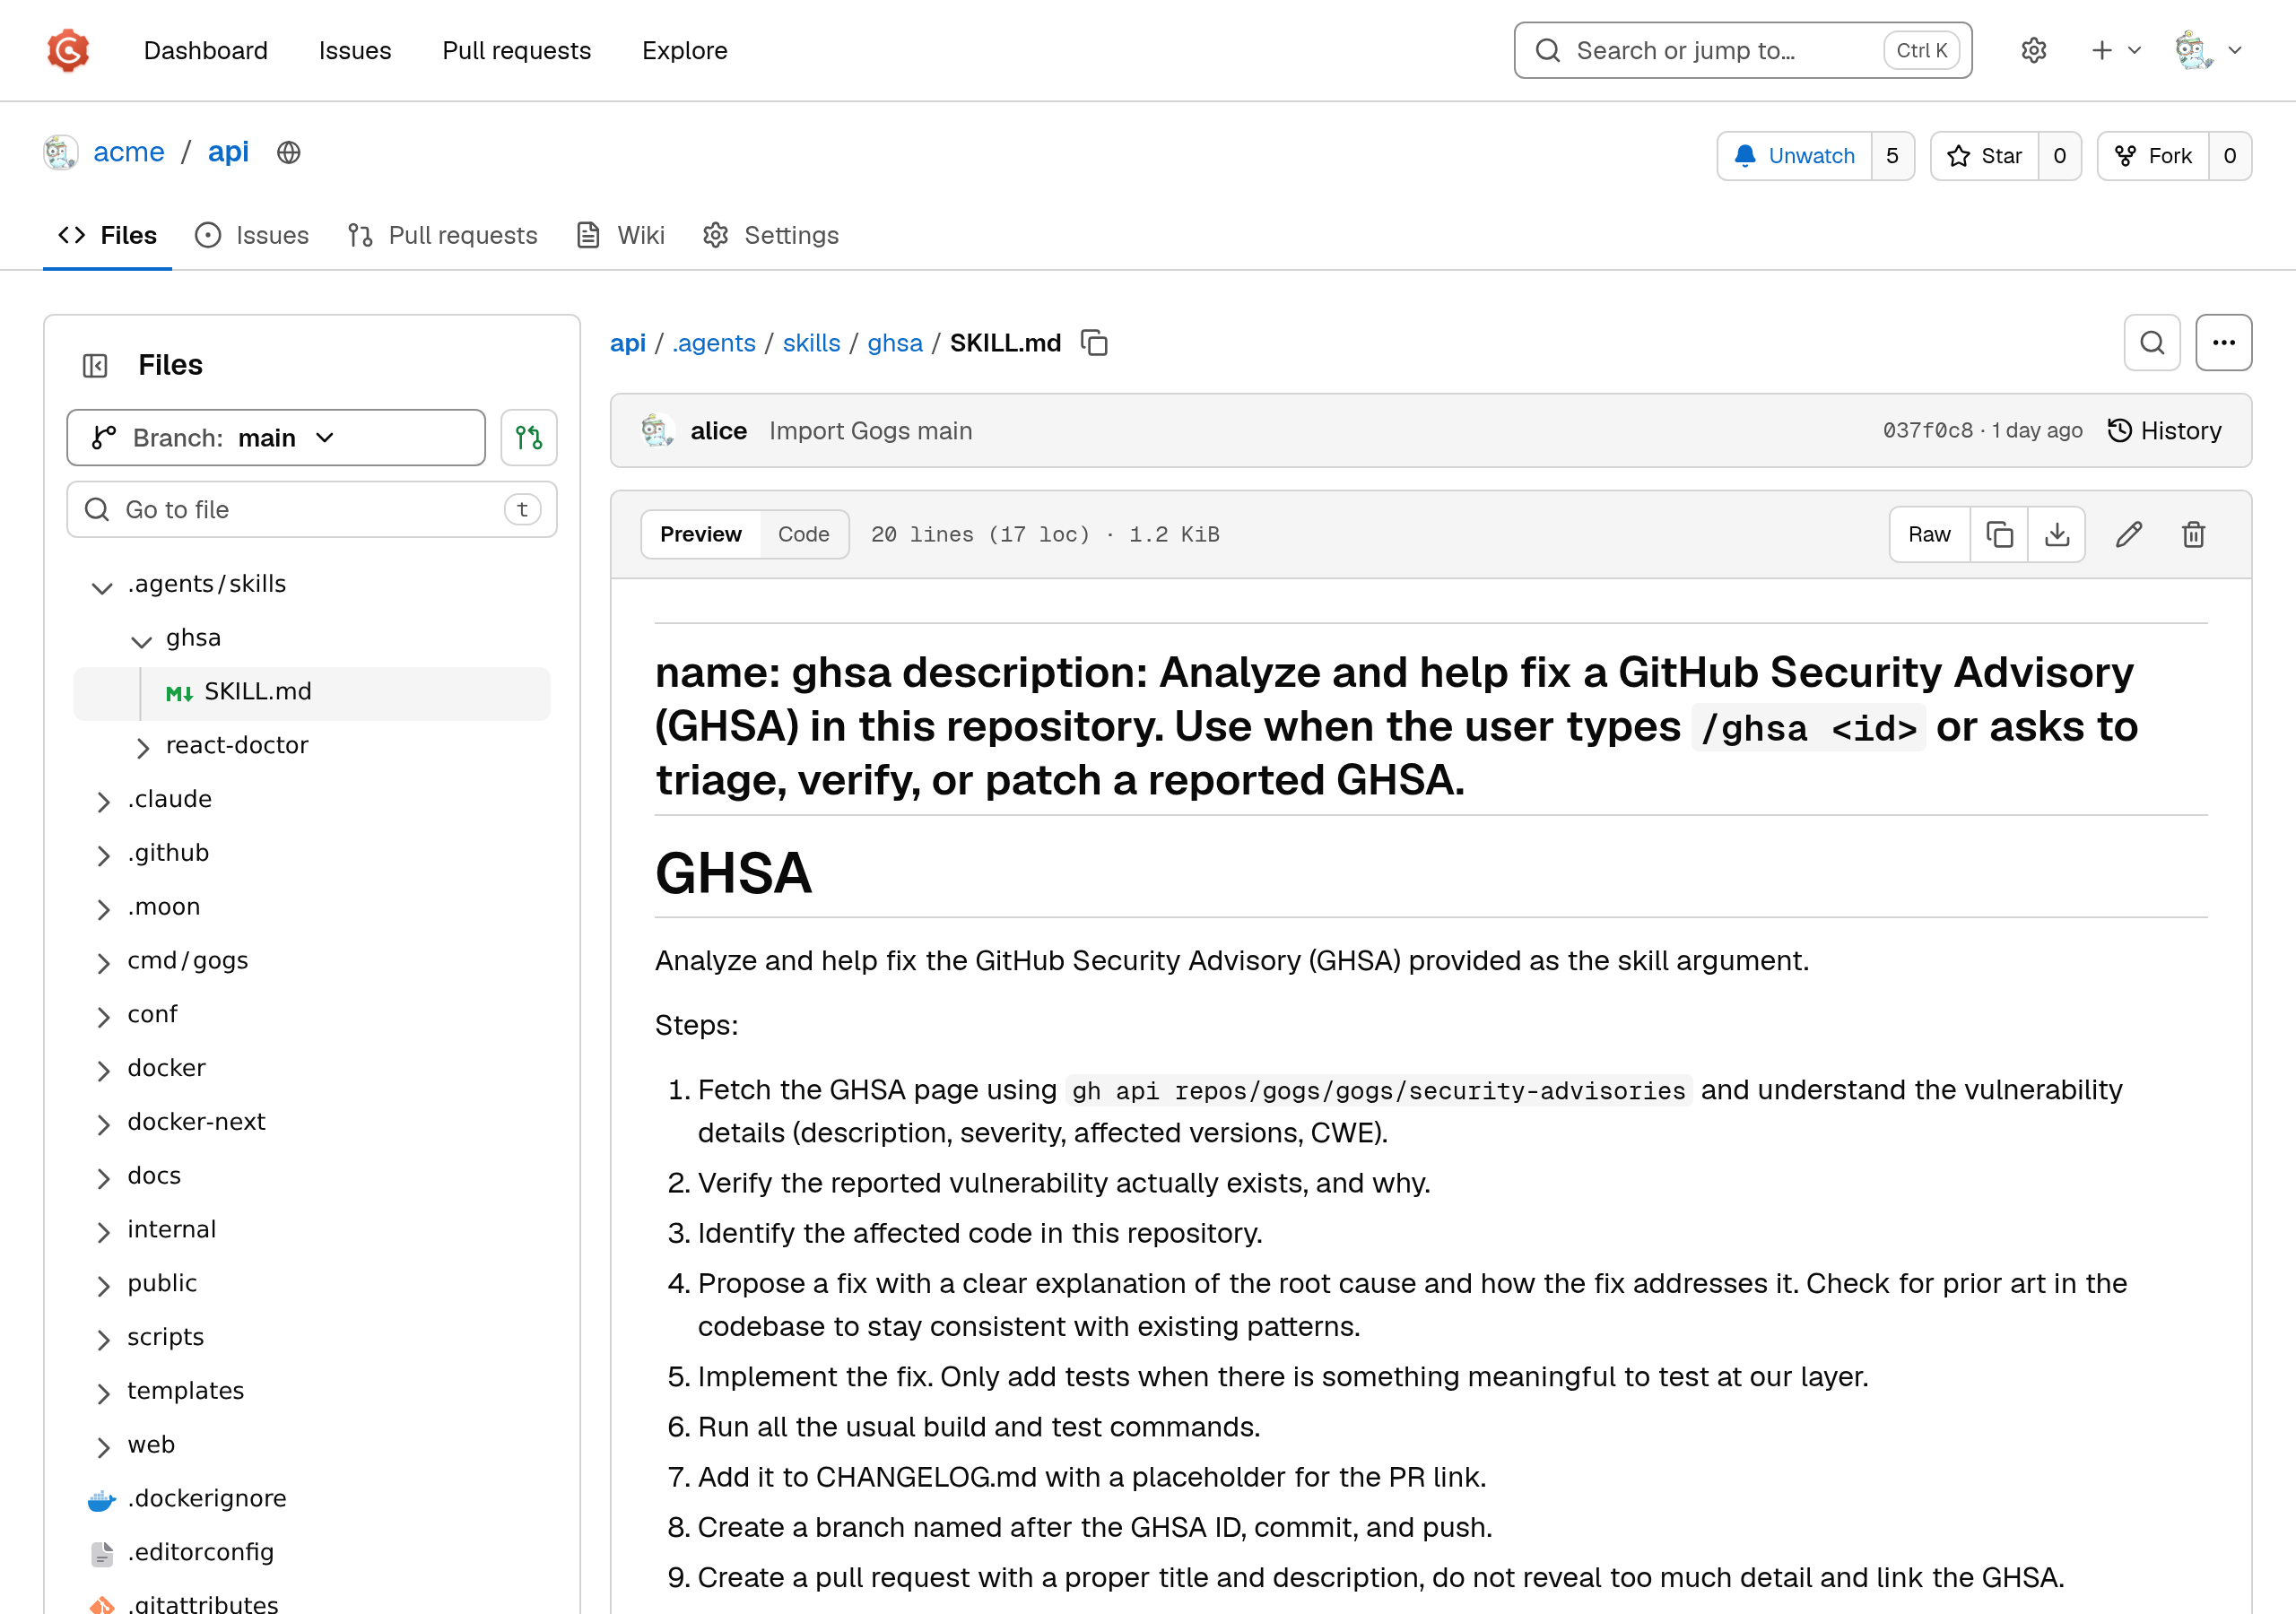 Dashboard Issues Pull requests Explore Search or jump to... Ctrl K
acme / api Unwatch 5 Star 0 Fork 0
Files Issues Pull requests Wiki Settings
Files
Branch: main
Go to file t
.agents/skills
ghsa
SKILL.md
react-doctor
.claude
.github
.moon
cmd/gogs
conf
docker
docker-next
docs
internal
public
scripts
templates
web
.dockerignore
.editorconfig
.gitattributes
api / .agents / skills / ghsa / SKILL.md
alice Import Gogs main 037f0c8 · 1 day ago History
Preview Code 20 lines (17 loc) · 1.2 KiB Raw
name: ghsa description: Analyze and help fix a GitHub Security Advisory
(GHSA) in this repository. Use when the user types /ghsa <id> or asks to
triage, verify, or patch a reported GHSA.
GHSA
Analyze and help fix the GitHub Security Advisory (GHSA) provided as the skill argument.
Steps:
1. Fetch the GHSA page using gh api repos/gogs/gogs/security-advisories and understand the vulnerability
details (description, severity, affected versions, CWE).
2. Verify the reported vulnerability actually exists, and why.
3. Identify the affected code in this repository.
4. Propose a fix with a clear explanation of the root cause and how the fix addresses it. Check for prior art in the
codebase to stay consistent with existing patterns.
5. Implement the fix. Only add tests when there is something meaningful to test at our layer.
6. Run all the usual build and test commands.
7. Add it to CHANGELOG.md with a placeholder for the PR link.
8. Create a branch named after the GHSA ID, commit, and push.
9. Create a pull request with a proper title and description, do not reveal too much detail and link the GHSA.